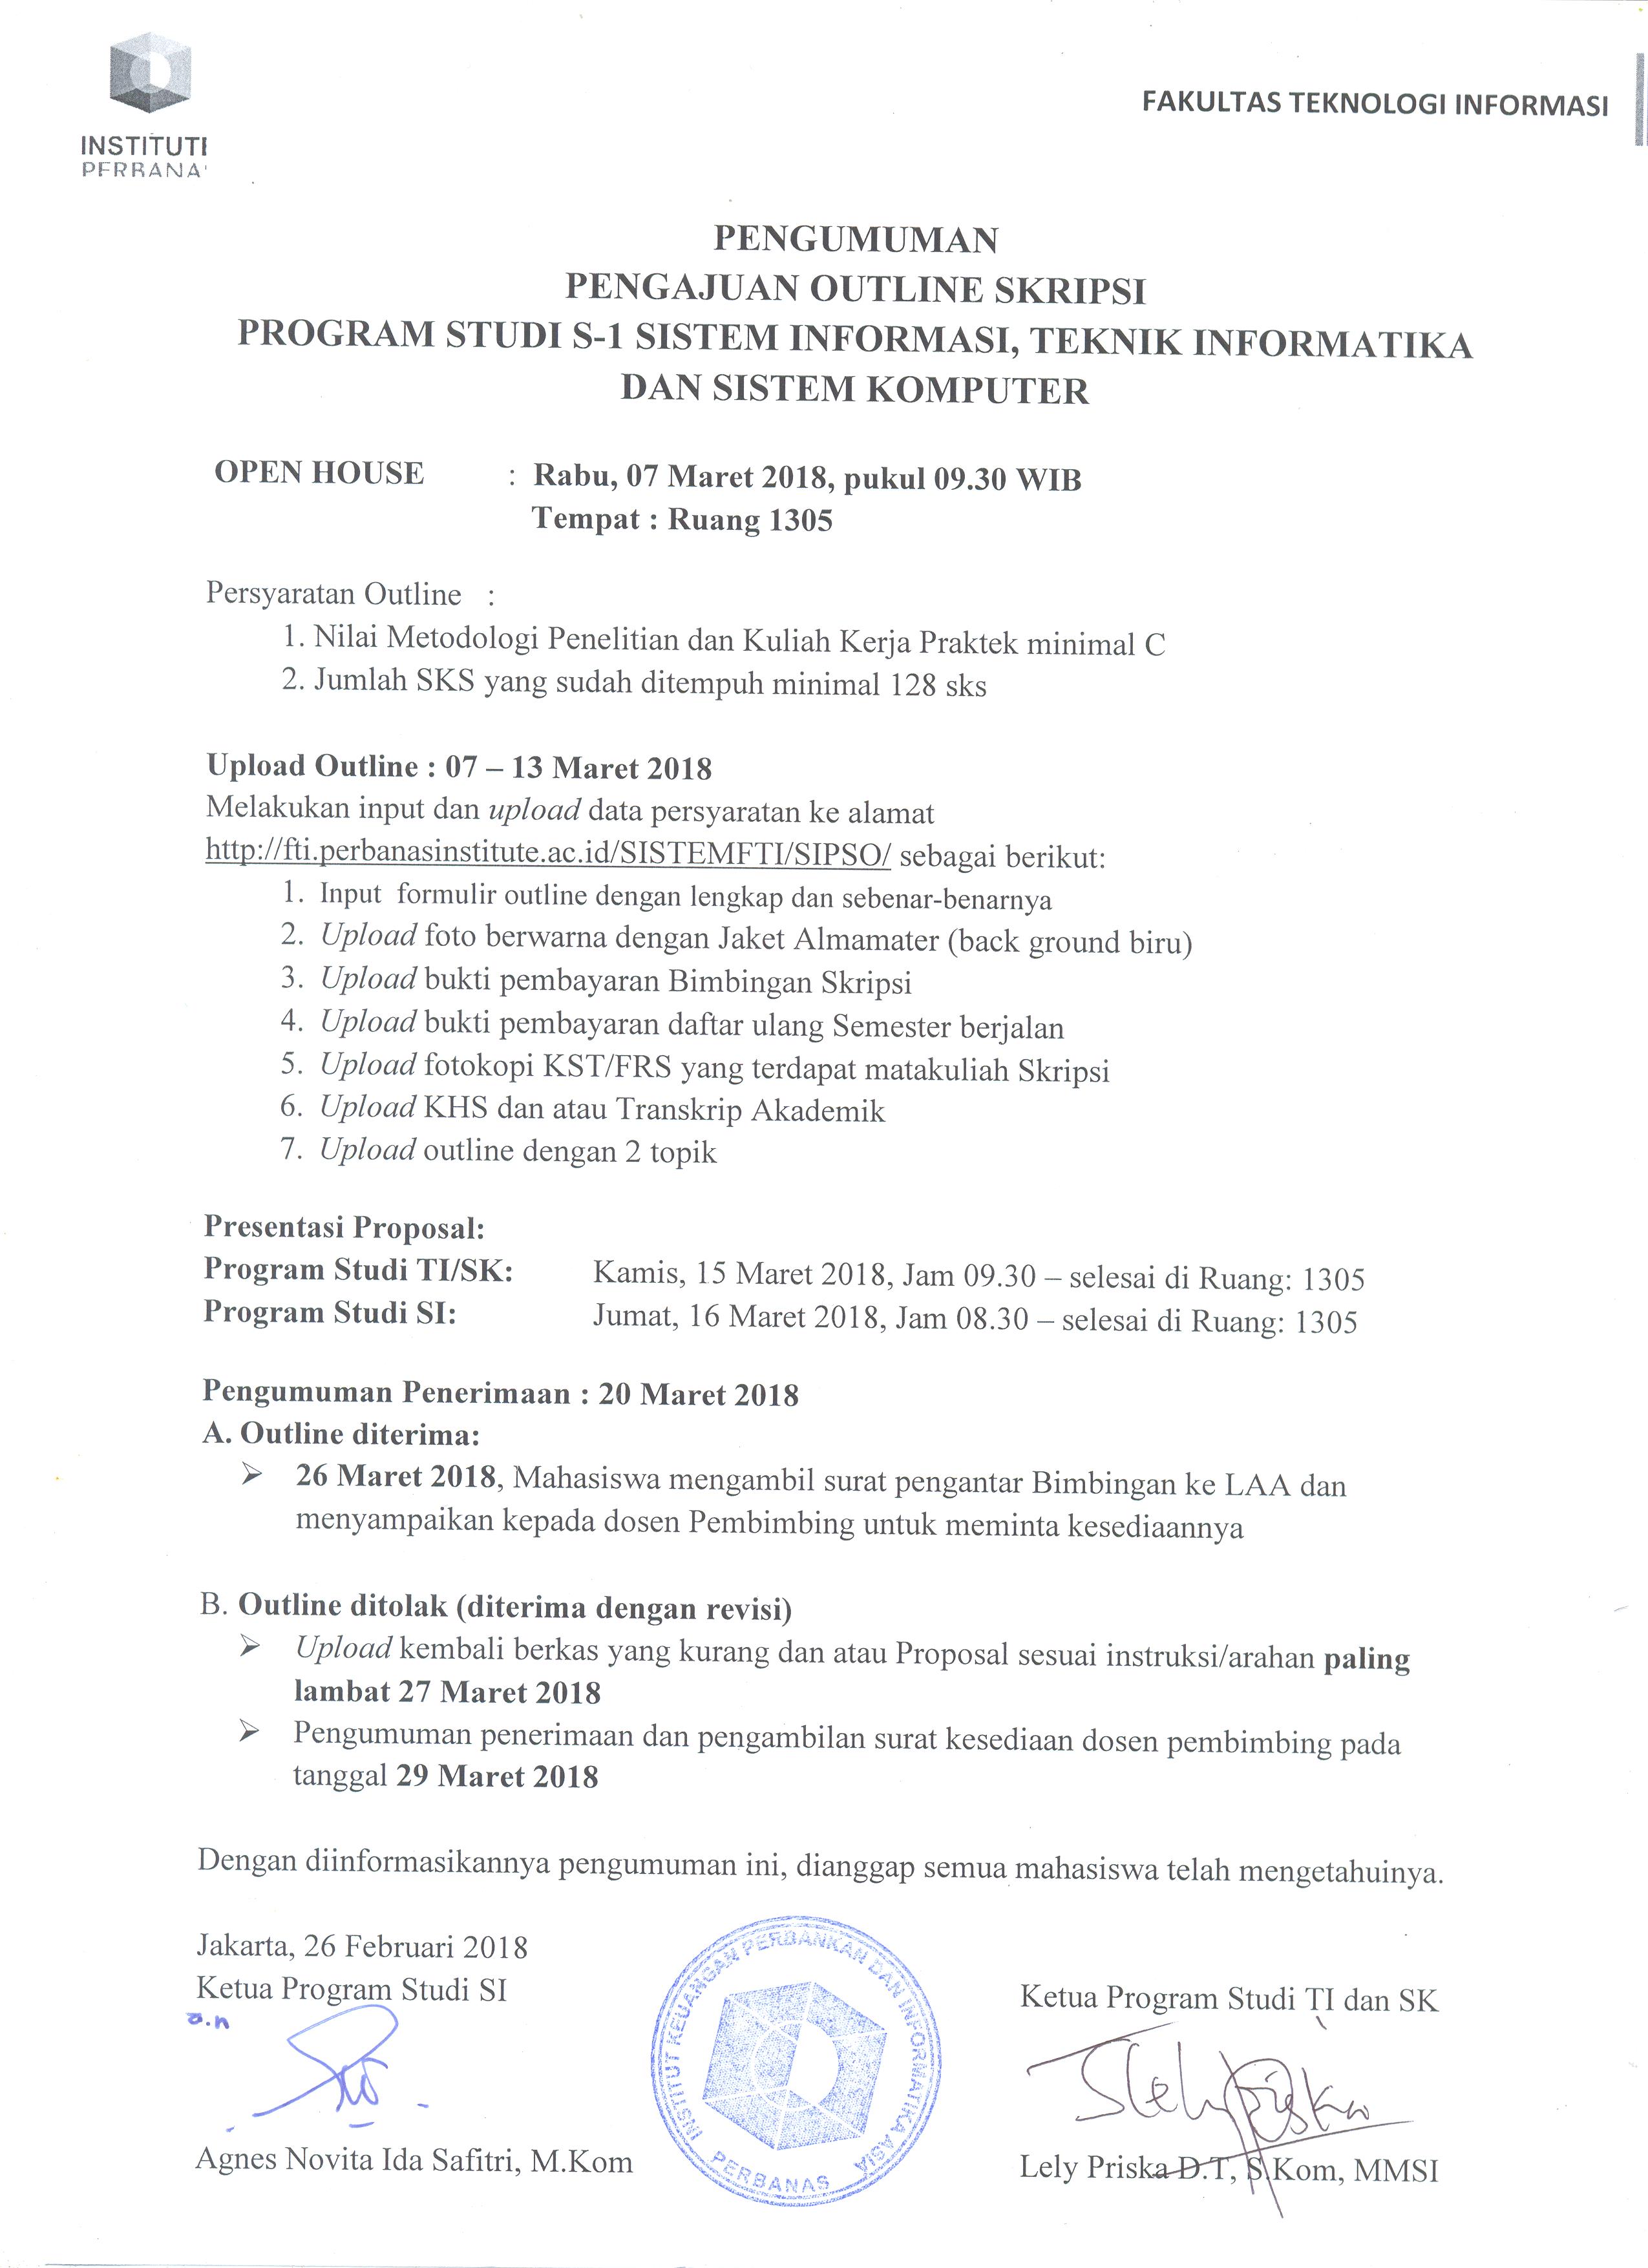 INSTITUTI
PERBANA
FAKULTAS TEKNOLOGI INFORMASI
PENGUMUMAN
PENGAJUAN OUTLINE SKRIPSI
PROGRAM STUDI S-1 SISTEM INFORMASI, TEKNIK INFORMATIKA
DAN SISTEM KOMPUTER
OPEN HOUSE : Rabu, 07 Maret 2018, pukul 09.30 WIB
Tempat : Ruang 1305
Persyaratan Outline :
1. Nilai Metodologi Penelitian dan Kuliah Kerja Praktek minimal C
2. Jumlah SKS yang sudah ditempuh minimal 128 sks
Upload Outline : 07 – 13 Maret 2018
Melakukan input dan upload data persyaratan ke alamat
http://fti.perbanasinstitute.ac.id/SISTEMFTI/SIPSO/ sebagai berikut:
1. Input formulir outline dengan lengkap dan sebenar-benarnya
2. Upload foto berwarna dengan Jaket Almamater (back ground biru)
3. Upload bukti pembayaran Bimbingan Skripsi
4. Upload bukti pembayaran daftar ulang Semester berjalan
5. Upload fotokopi KST/FRS yang terdapat matakuliah Skripsi
6. Upload KHS dan atau Transkrip Akademik
7. Upload outline dengan 2 topik
Presentasi Proposal:
Program Studi TI/SK: Kamis, 15 Maret 2018, Jam 09.30 – selesai di Ruang: 1305
Program Studi SI: Jumat, 16 Maret 2018, Jam 08.30 – selesai di Ruang: 1305
Pengumuman Penerimaan : 20 Maret 2018
A. Outline diterima:
➢ 26 Maret 2018, Mahasiswa mengambil surat pengantar Bimbingan ke LAA dan
menyampaikan kepada dosen Pembimbing untuk meminta kesediaannya
B. Outline ditolak (diterima dengan revisi)
➢ Upload kembali berkas yang kurang dan atau Proposal sesuai instruksi/arahan paling
lambat 27 Maret 2018
➢ Pengumuman penerimaan dan pengambilan surat kesediaan dosen pembimbing pada
tanggal 29 Maret 2018
Dengan diinformasikannya pengumuman ini, dianggap semua mahasiswa telah mengetahuinya.
Jakarta, 26 Februari 2018
Ketua Program Studi SI
a.n
Ketua Program Studi TI dan SK
INSTITUT KEUANGAN PERBANKAN DAN INFORMATIKA ASIA
PERBANAS
Agnes Novita Ida Safitri, M.Kom
Lely Priska D.T, S.Kom, MMSI